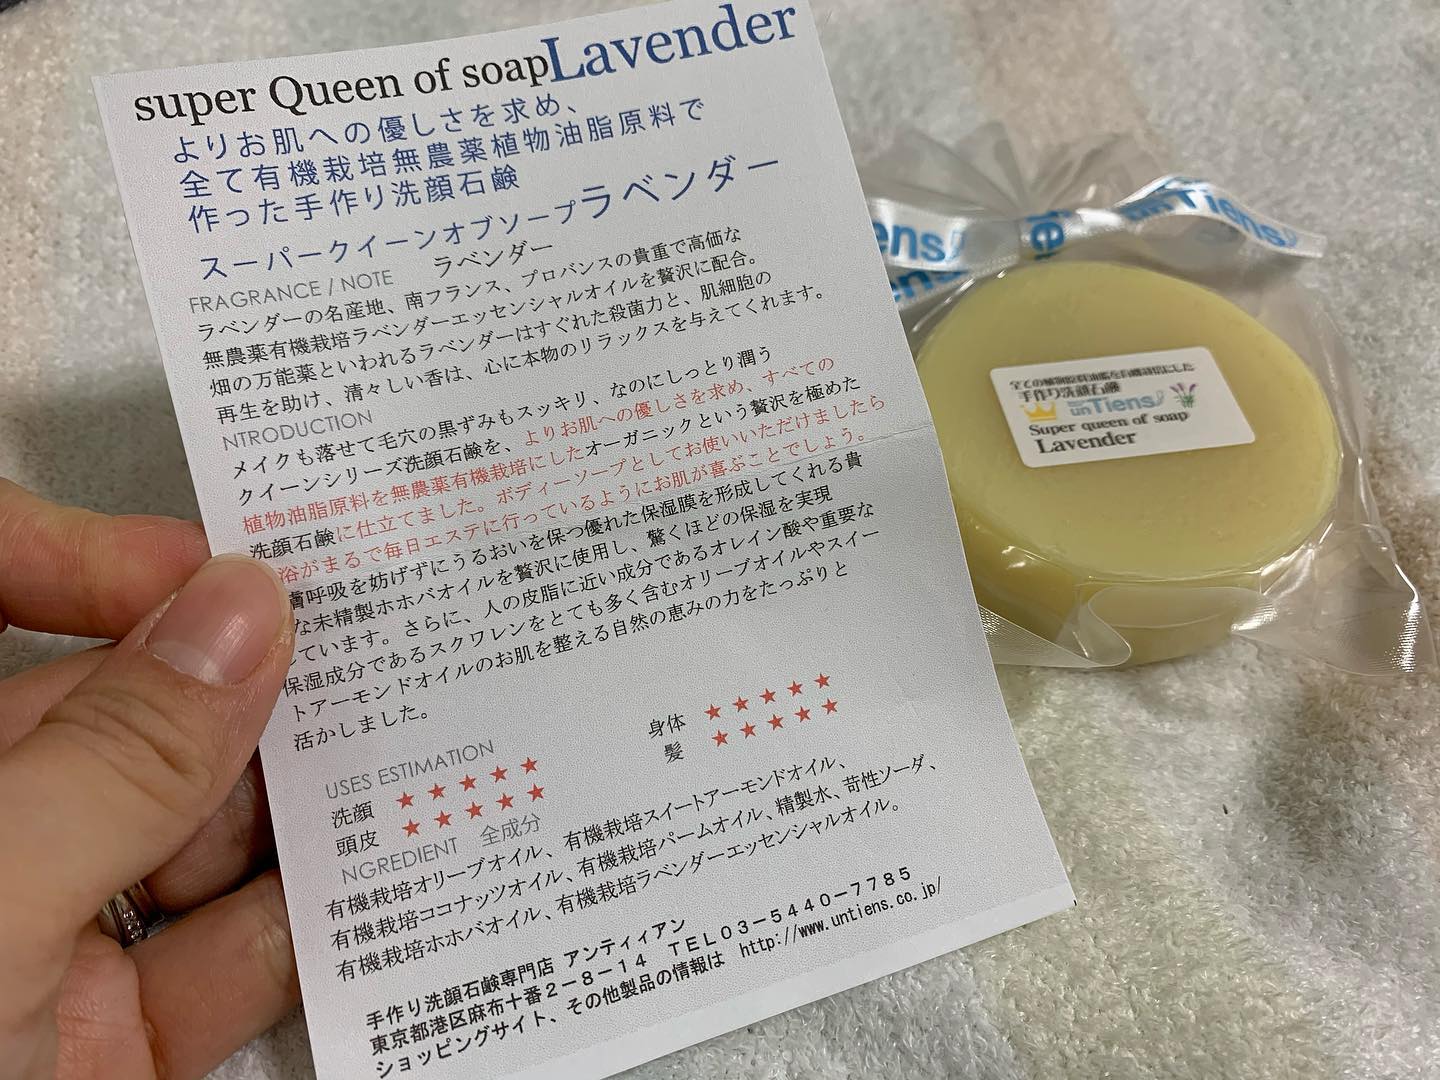 super Queen of soapLavender
よりお肌への優しさを求め、
全て有機栽培無農薬植物油脂原料で
作った手作り洗顔石鹸
スーパークイーンオブソープラベンダー
FRAGRANCE / NOTE ラベンダー
ラベンダーの名産地、南フランス、プロバンスの貴重で高価な
無農薬有機栽培ラベンダーエッセンシャルオイルを贅沢に配合。
畑の万能薬といわれるラベンダーはすぐれた殺菌力と、肌細胞の
再生を助け、清々しい香は、心に本物のリラックスを与えてくれます。
NTRODUCTION
メイクも落せて毛穴の黒ずみもスッキリ、なのにしっとり潤う
クイーンシリーズ洗顔石鹸を、よりお肌への優しさを求め、すべての
植物油脂原料を無農薬有機栽培にしたオーガニックという贅沢を極めた
洗顔石鹸に仕立てました。ボディーソープとしてお使いいただけましたら
浴がまるで毎日エステに行っているようにお肌が喜ぶことでしょう。
膚呼吸を妨げずにうるおいを保つ優れた保湿膜を形成してくれる貴
な未精製ホホバオイルを贅沢に使用し、驚くほどの保湿を実現
しています。さらに、人の皮脂に近い成分であるオレイン酸や重要な
保湿成分であるスクワレンをとても多く含むオリーブオイルやスイー
トアーモンドオイルのお肌を整える自然の恵みの力をたっぷりと
活かしました。
USES ESTIMATION
洗顔 ★★★★★ 身体 ★★★★★
頭皮 ★★★★★ 髪 ★★★★★
NGREDIENT 全成分
有機栽培オリーブオイル、有機栽培スイートアーモンドオイル、
有機栽培ココナッツオイル、有機栽培パームオイル、精製水、苛性ソーダ、
有機栽培ホホバオイル、有機栽培ラベンダーエッセンシャルオイル。
手作り洗顔石鹸専門店 アンティィアン
東京都港区麻布十番2-8-14 TEL03-5440-7785
ショッピングサイト、その他製品の情報は http://www.untiens.co.jp/
ens
un Tiens
全ての植物油脂原料を有機栽培にした
手作り洗顔石鹸
unTiens
Super queen of soap
Lavender